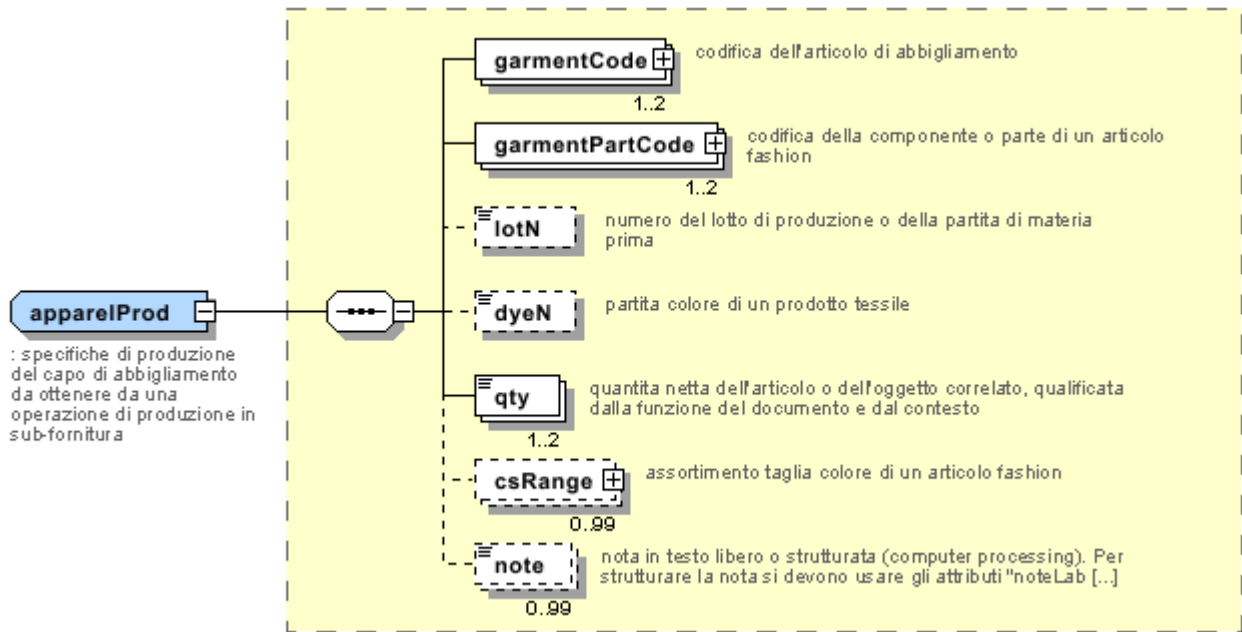 garmentCode
codifica dell'articolo di abbigliamento
1..2
garmentPartCode
codifica della componente o parte di un articolo
fashion
1..2
lotN
numero del lotto di produzione o della partita di materia
prima
apparelProd
: specifiche di produzione
del capo di abbigliamento
da ottenere da una
operazione di produzione in
sub-fornitura
dyeN
partita colore di un prodotto tessile
qty
quantita netta dell'articolo o dell'oggetto correlato, qualificata
dalla funzione del documento e dal contesto
1..2
csRange
assortimento taglia colore di un articolo fashion
0..99
note
nota in testo libero o strutturata (computer processing). Per
strutturare la nota si devono usare gli attributi "noteLab [...]
0..99